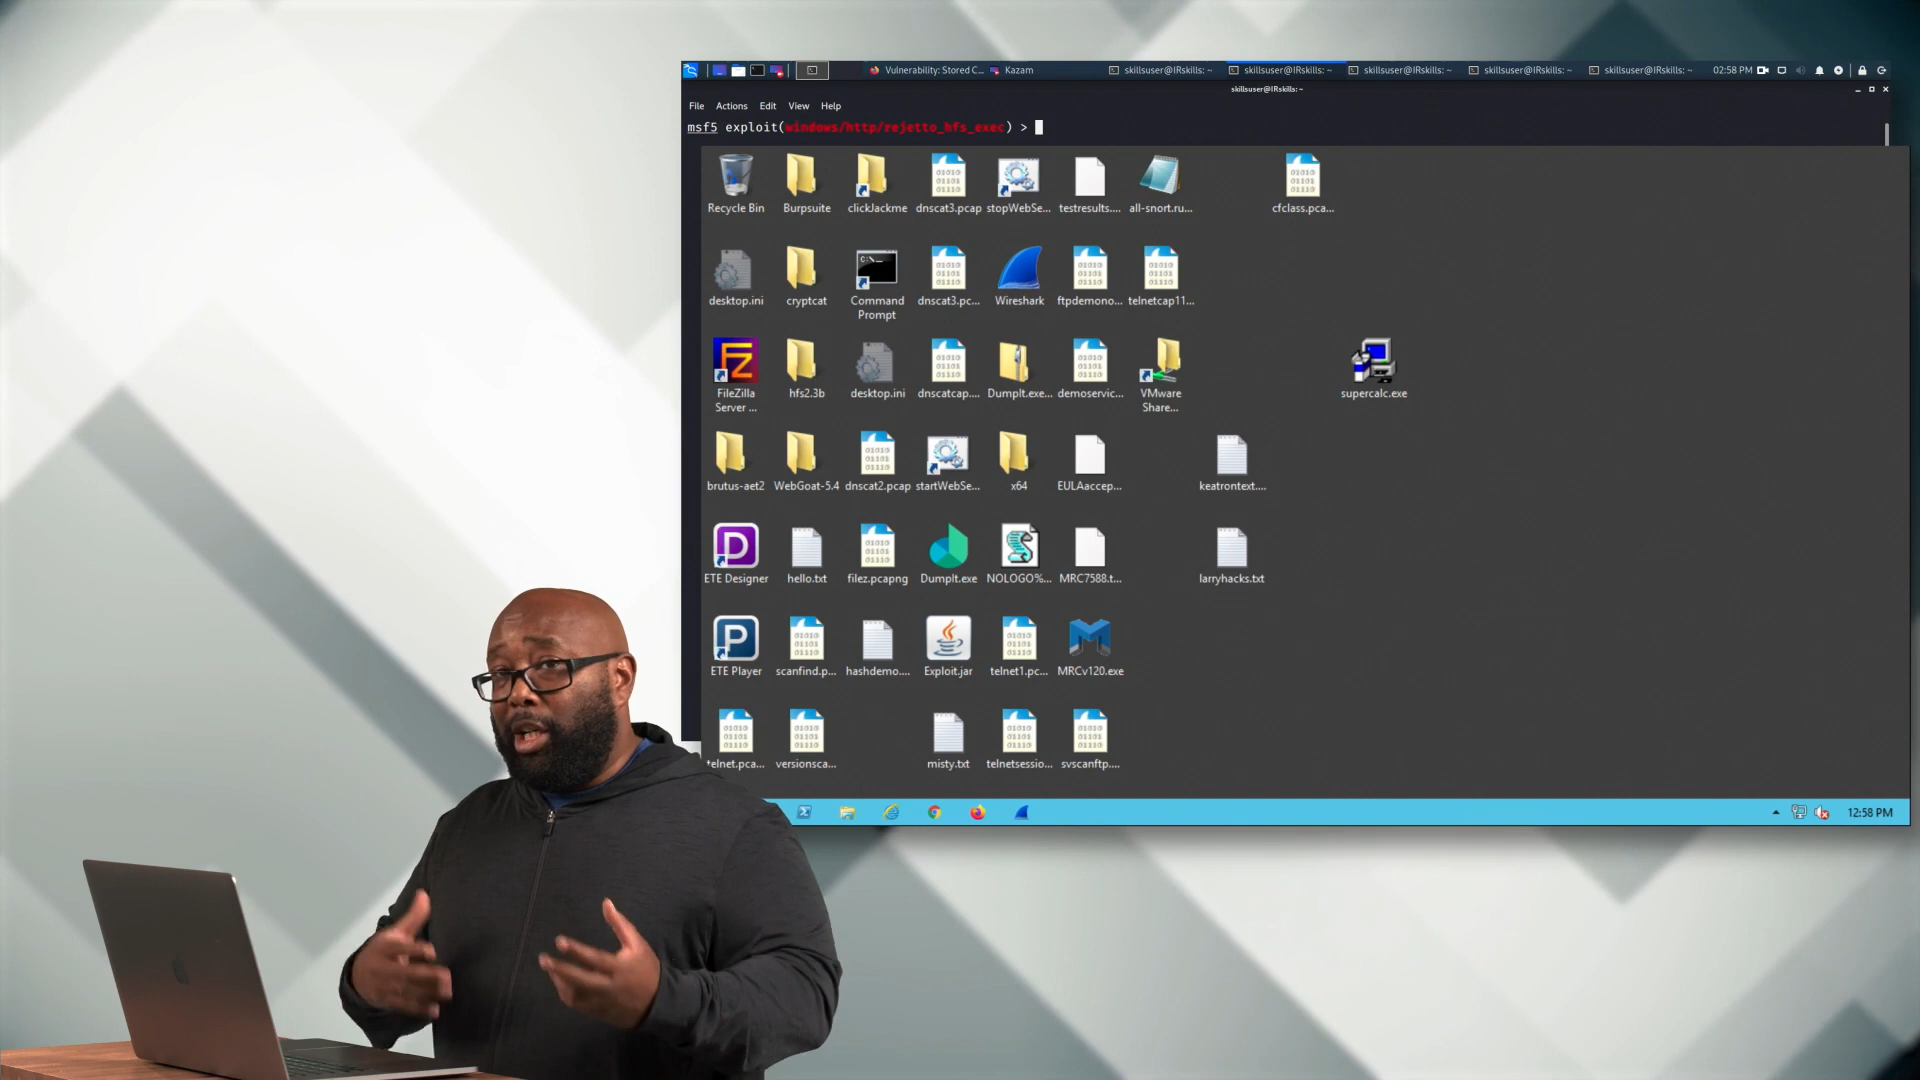 Vulnerability: Stored C...
Kazam
skillsuser@IRskills: ~
skillsuser@IRskills: ~
skillsuser@IRskills: ~
skillsuser@IRskills: ~
skillsuser@IRskills: ~
02:58 PM
skillsuser@IRskills:~
File Actions Edit View Help
msf5 exploit(windows/http/rejetto_hfs_exec) >
Recycle Bin
Burpsuite
clickJackme
dnscat3.pcap
stopWebSe...
testresults....
all-snort.ru...
cfclass.pca...
desktop.ini
cryptcat
Command
Prompt
dnscat3.pc...
Wireshark
ftpdemono...
telnetcap11...
FileZilla
Server ...
hfs2.3b
desktop.ini
dnscatcap....
DumpIt.exe...
demoservic...
VMware
Share...
supercalc.exe
brutus-aet2
WebGoat-5.4
dnscat2.pcap
startWebSe...
x64
EULAaccep...
keatrontext....
ETE Designer
hello.txt
filez.pcapng
DumpIt.exe
NOLOGO%...
MRC7588.t...
larryhacks.txt
ETE Player
scanfind.p...
hashdemo....
Exploit.jar
telnet1.pc...
MRCv120.exe
telnet.pca...
versionsca...
misty.txt
telnetsessio...
svscanftp....
12:58 PM